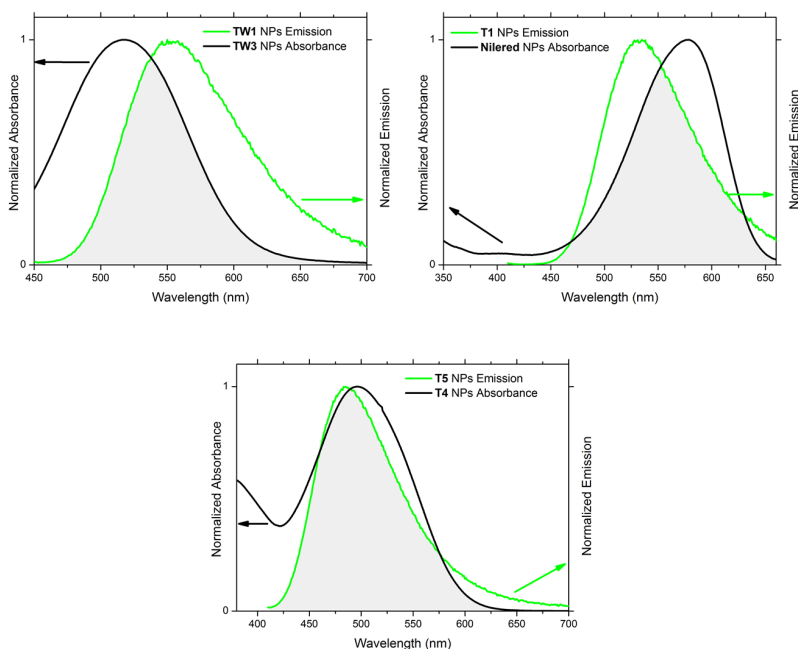 TW1 NPs Emission
TW3 NPs Absorbance
1
0
Normalized Absorbance
Normalized Emission
450 500 550 600 650 700
Wavelength (nm)
T1 NPs Emission
Nilered NPs Absorbance
1
0
Normalized Absorbance
Normalized Emission
350 400 450 500 550 600 650
Wavelength (nm)
T5 NPs Emission
T4 NPs Absorbance
1
0
Normalized Absorbance
Normalized Emission
400 450 500 550 600 650 700
Wavelength (nm)